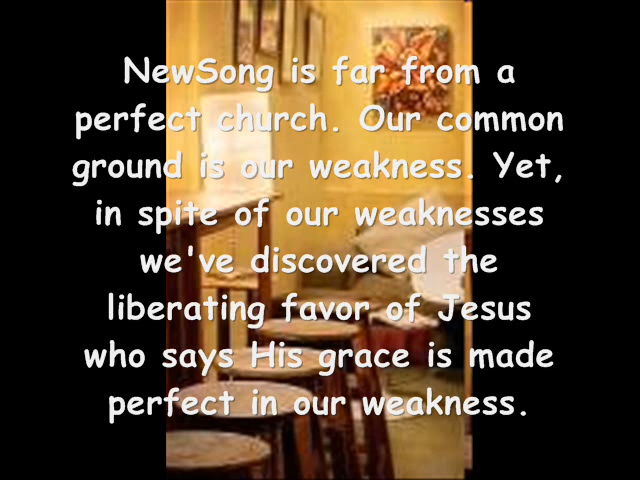 NewSong is far from a
perfect church. Our common
ground is our weakness. Yet,
in spite of our weaknesses
we've discovered the
liberating favor of Jesus
who says His grace is made
perfect in our weakness.